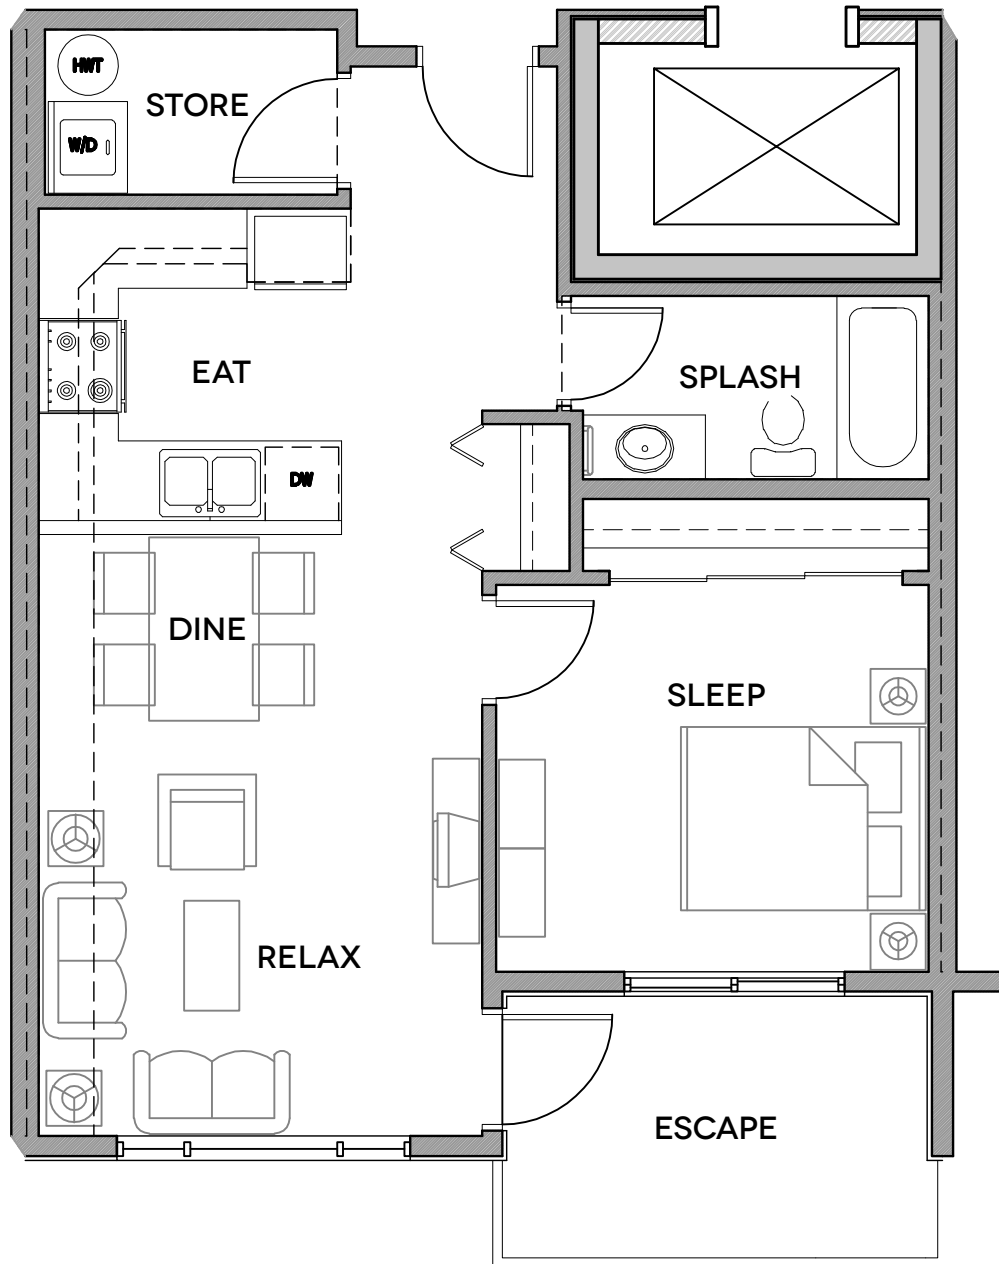 HWT
STORE
W/D
EAT
SPLASH
DW
DINE
SLEEP
RELAX
ESCAPE